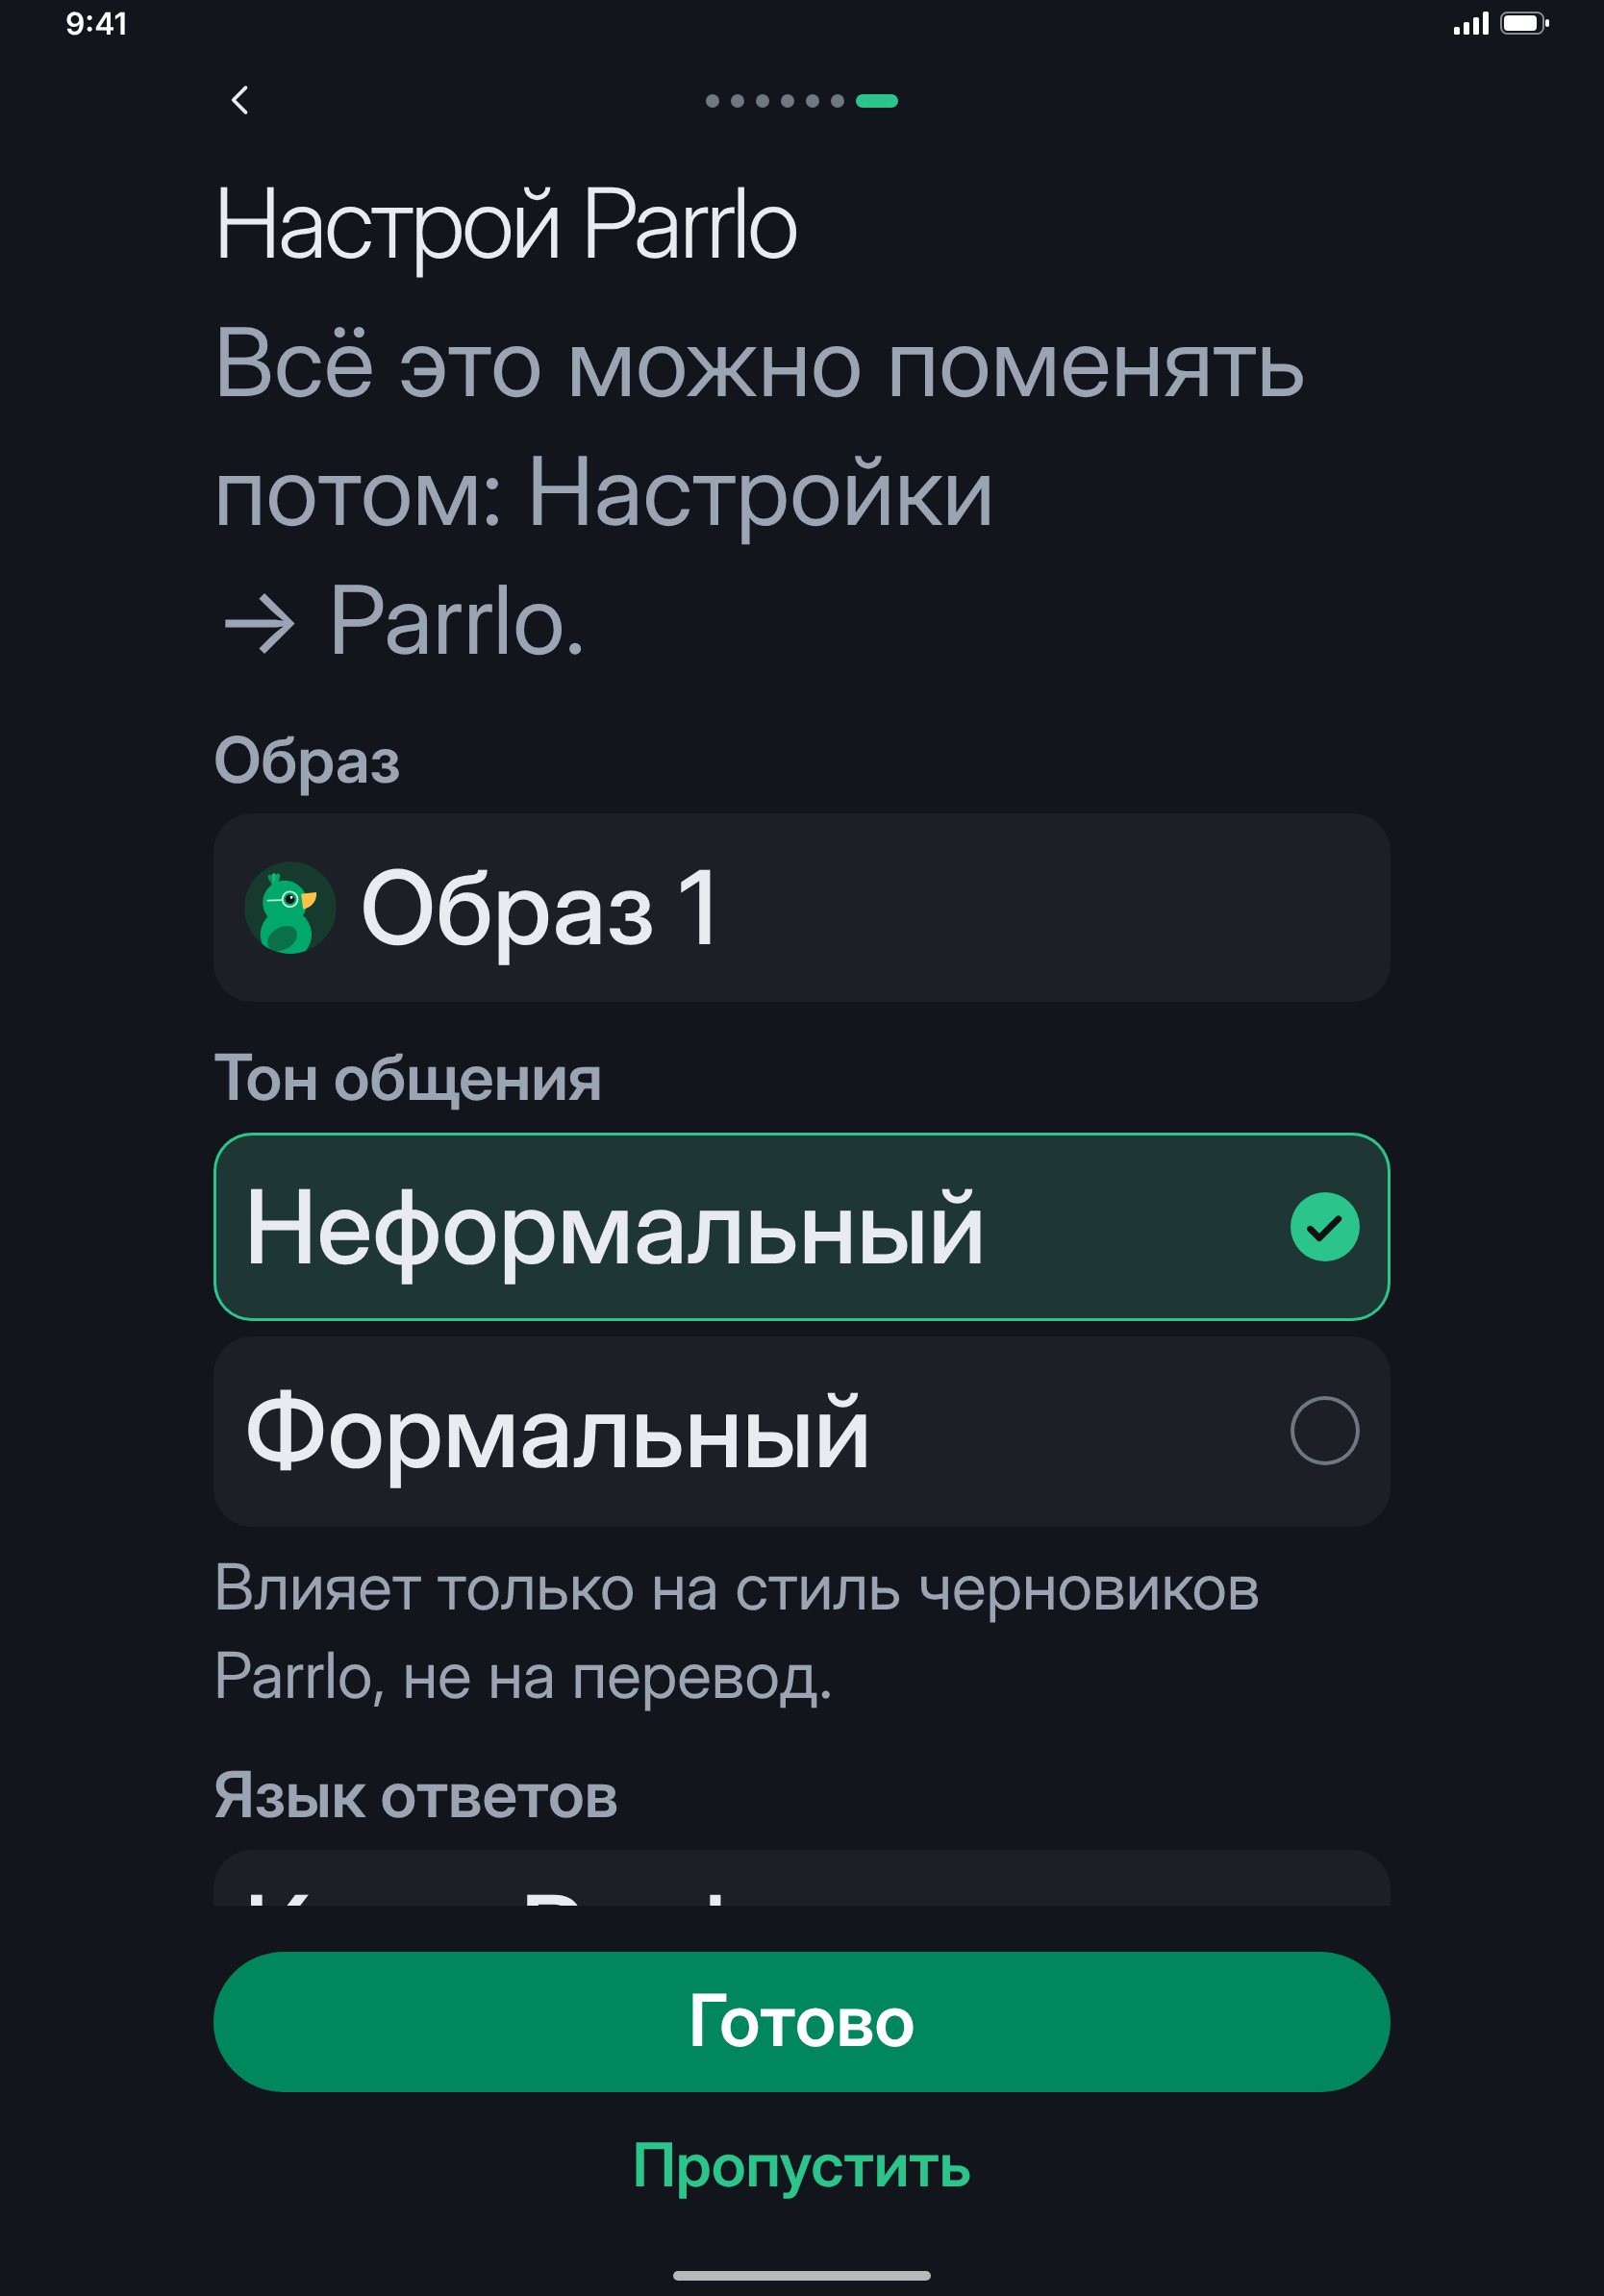 9:41
Настрой Parrlo
Всё это можно поменять
потом: Настройки
→ Parrlo.
Образ
Образ 1
Тон общения
Неформальный
Формальный
Влияет только на стиль черновиков
Parrlo, не на перевод.
Язык ответов
Готово
Пропустить